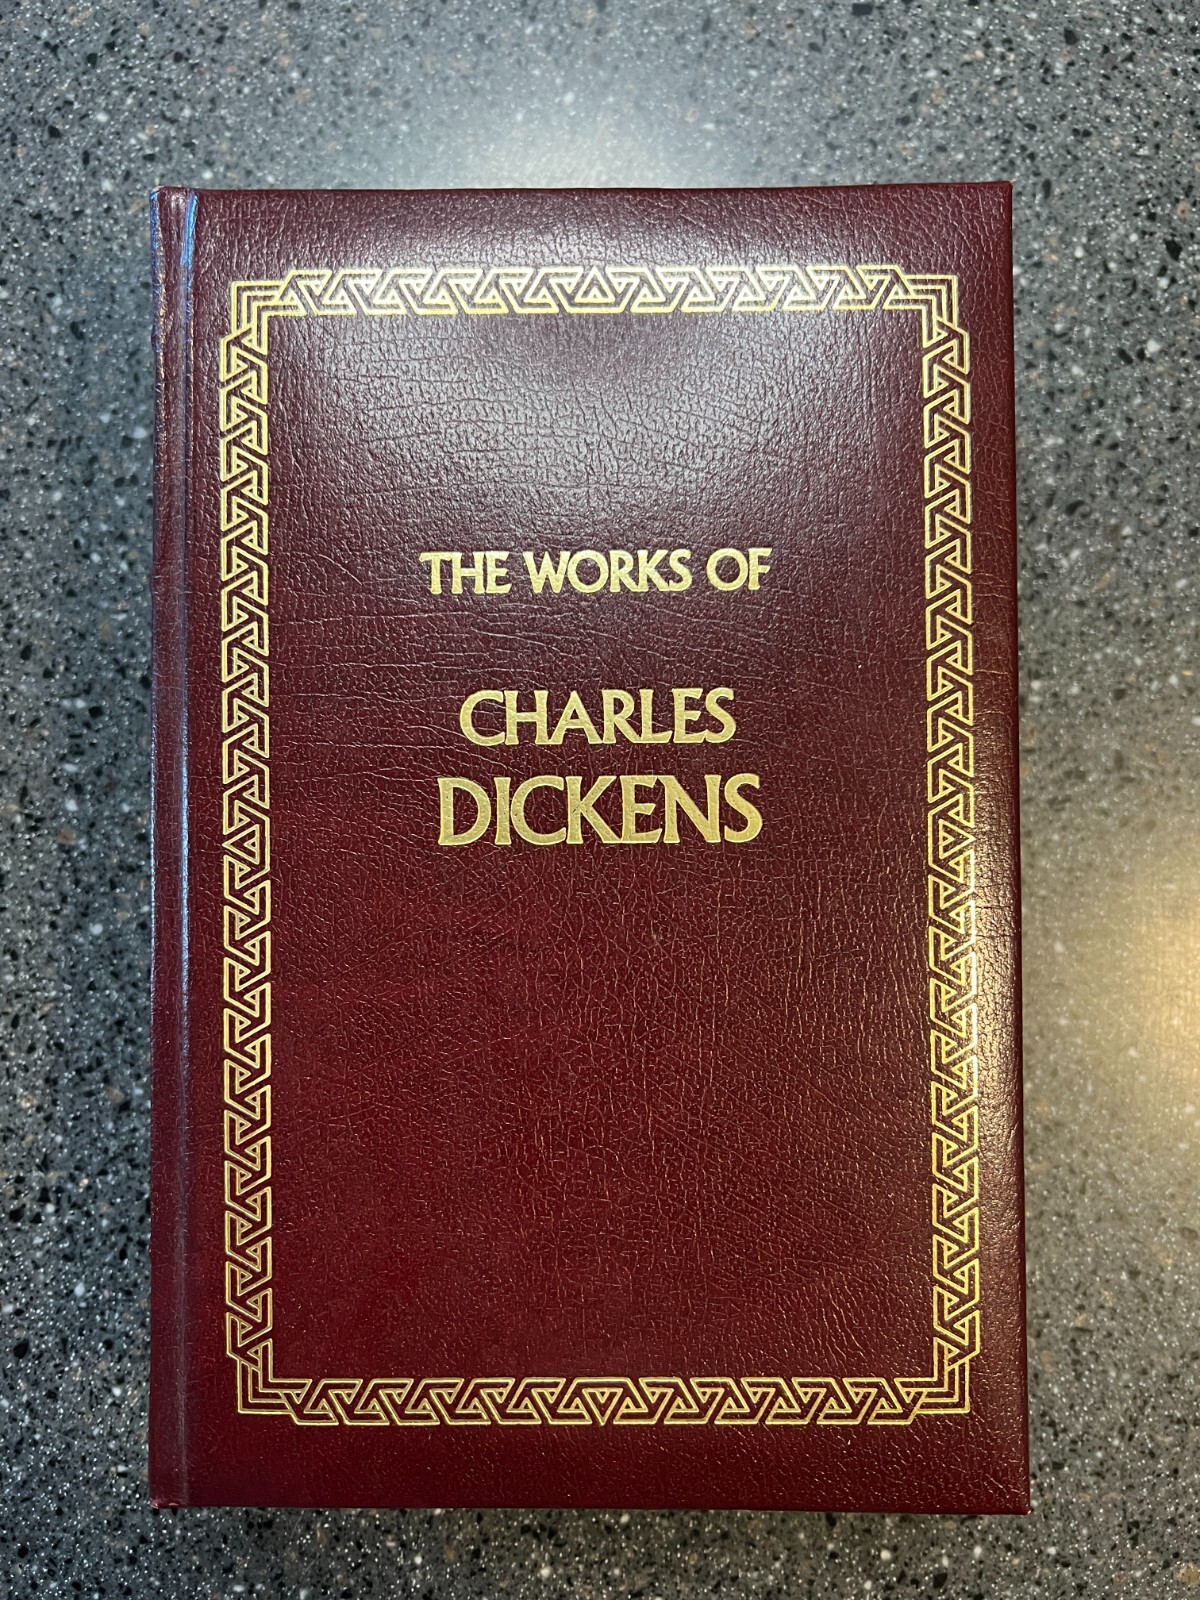 THE WORKS OF
CHARLES
DICKENS